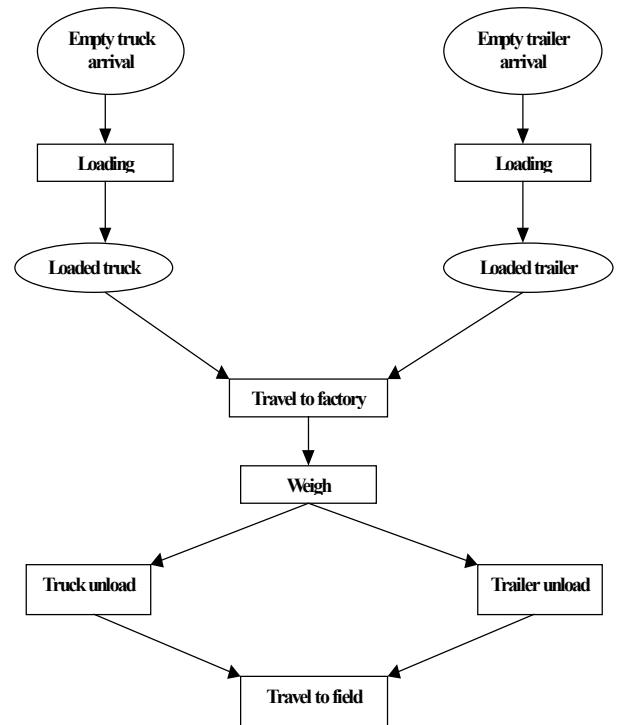 Empty truck
arrival
Empty trailer
arrival
Loading
Loading
Loaded truck
Loaded trailer
Travel to factory
Weigh
Truck unload
Trailer unload
Travel to field